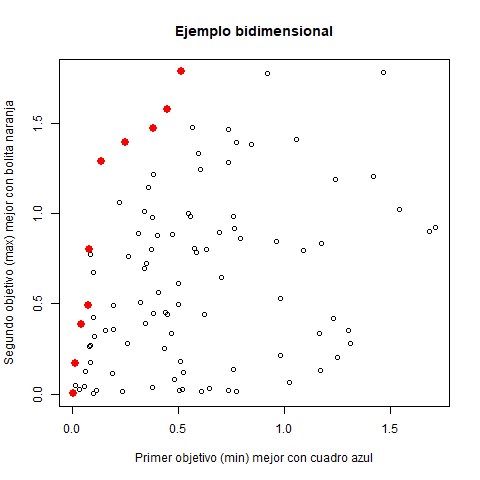 Ejemplo bidimensional
Segundo objetivo (max) mejor con bolita naranja
1.5
1.0
0.5
0.0
0.0 0.5 1.0 1.5
Primer objetivo (min) mejor con cuadro azul